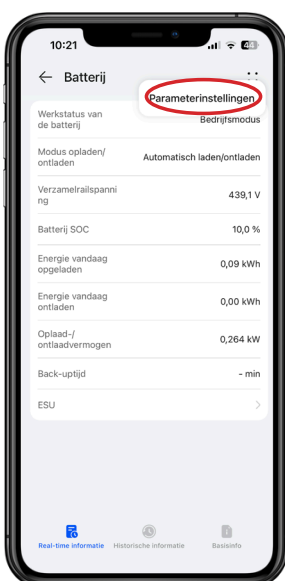 10:21
44
Batterij
Parameterinstellingen
Werkstatus van
de batterij
Bedrijfsmodus
Modus opladen/
ontladen
Automatisch laden/ontladen
Verzamelrailspanni
ng
439,1 V
Batterij SOC
10,0 %
Energie vandaag
opgeladen
0,09 kWh
Energie vandaag
ontladen
0,00 kWh
Oplaad-/
ontlaadvermogen
0,264 kW
Back-uptijd
- min
ESU
Real-time informatie
Historische informatie
Basisinfo